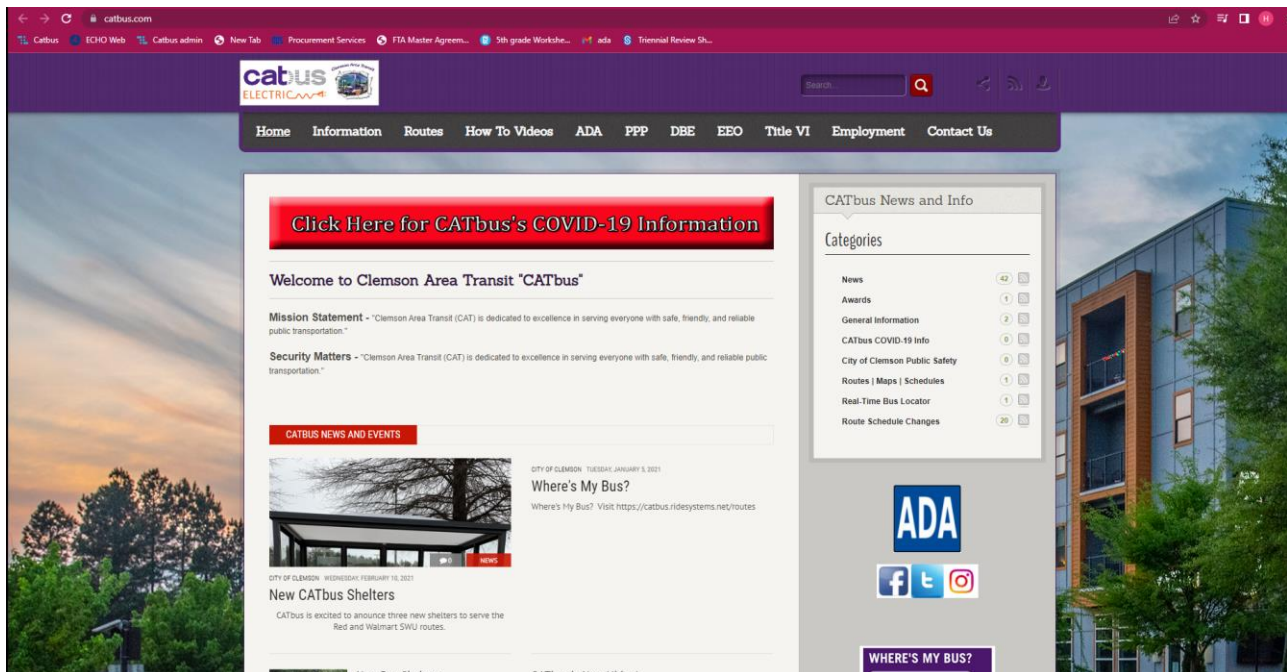 catbus.com
Catbus ECHO Web Catbus admin New Tab Procurement Services FTA Master Agreem... 5th grade Workshe... ada Triennial Review Sh...
H
catbus Clemson Area Transit
ELECTRIC
Search...
Home Information Routes How To Videos ADA PPP DBE EEO Title VI Employment Contact Us
Click Here for CATbus's COVID-19 Information
Welcome to Clemson Area Transit "CATbus"
Mission Statement - "Clemson Area Transit (CAT) is dedicated to excellence in serving everyone with safe, friendly, and reliable
public transportation."
Security Matters - "Clemson Area Transit (CAT) is dedicated to excellence in serving everyone with safe, friendly, and reliable public
transportation."
CATBUS NEWS AND EVENTS
0 NEWS
CITY OF CLEMSON WEDNESDAY, FEBRUARY 10, 2021
New CATbus Shelters
CATbus is excited to anounce three new shelters to serve the
Red and Walmart SWU routes.
CITY OF CLEMSON TUESDAY, JANUARY 5, 2021
Where's My Bus?
Where's My Bus? Visit https://catbus.ridesystems.net/routes
CATbus News and Info
Categories
News 42
Awards 1
General Information 2
CATbus COVID-19 Info 0
City of Clemson Public Safety 0
Routes | Maps | Schedules 1
Real-Time Bus Locator 1
Route Schedule Changes 20
ADA
WHERE'S MY BUS?